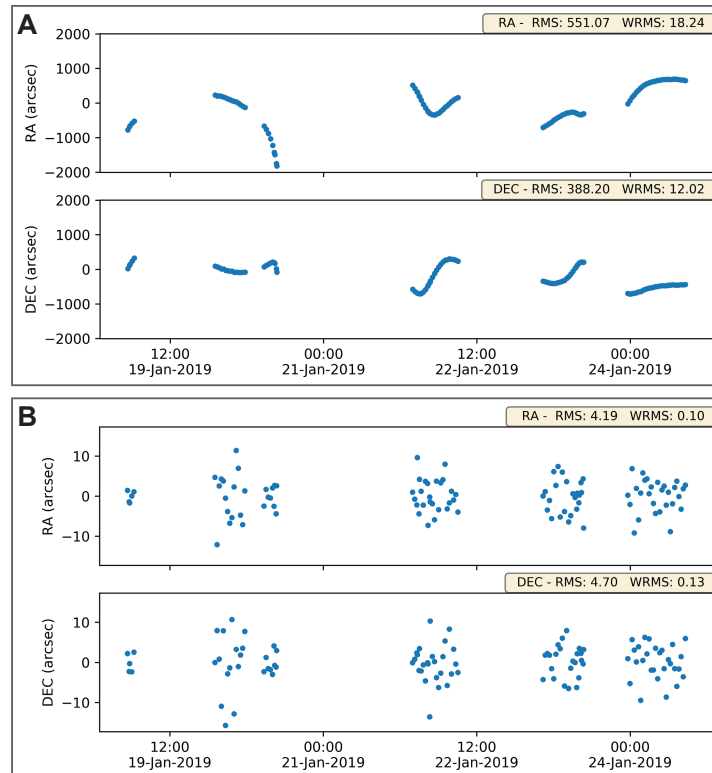 A
RA - RMS: 551.07 WRMS: 18.24
2000
1000
0
−1000
−2000
RA (arcsec)
DEC - RMS: 388.20 WRMS: 12.02
2000
1000
0
−1000
−2000
DEC (arcsec)
12:00 00:00 12:00 00:00
19-Jan-2019 21-Jan-2019 22-Jan-2019 24-Jan-2019
B
RA - RMS: 4.19 WRMS: 0.10
10
0
−10
RA (arcsec)
DEC - RMS: 4.70 WRMS: 0.13
10
0
−10
DEC (arcsec)
12:00 00:00 12:00 00:00
19-Jan-2019 21-Jan-2019 22-Jan-2019 24-Jan-2019